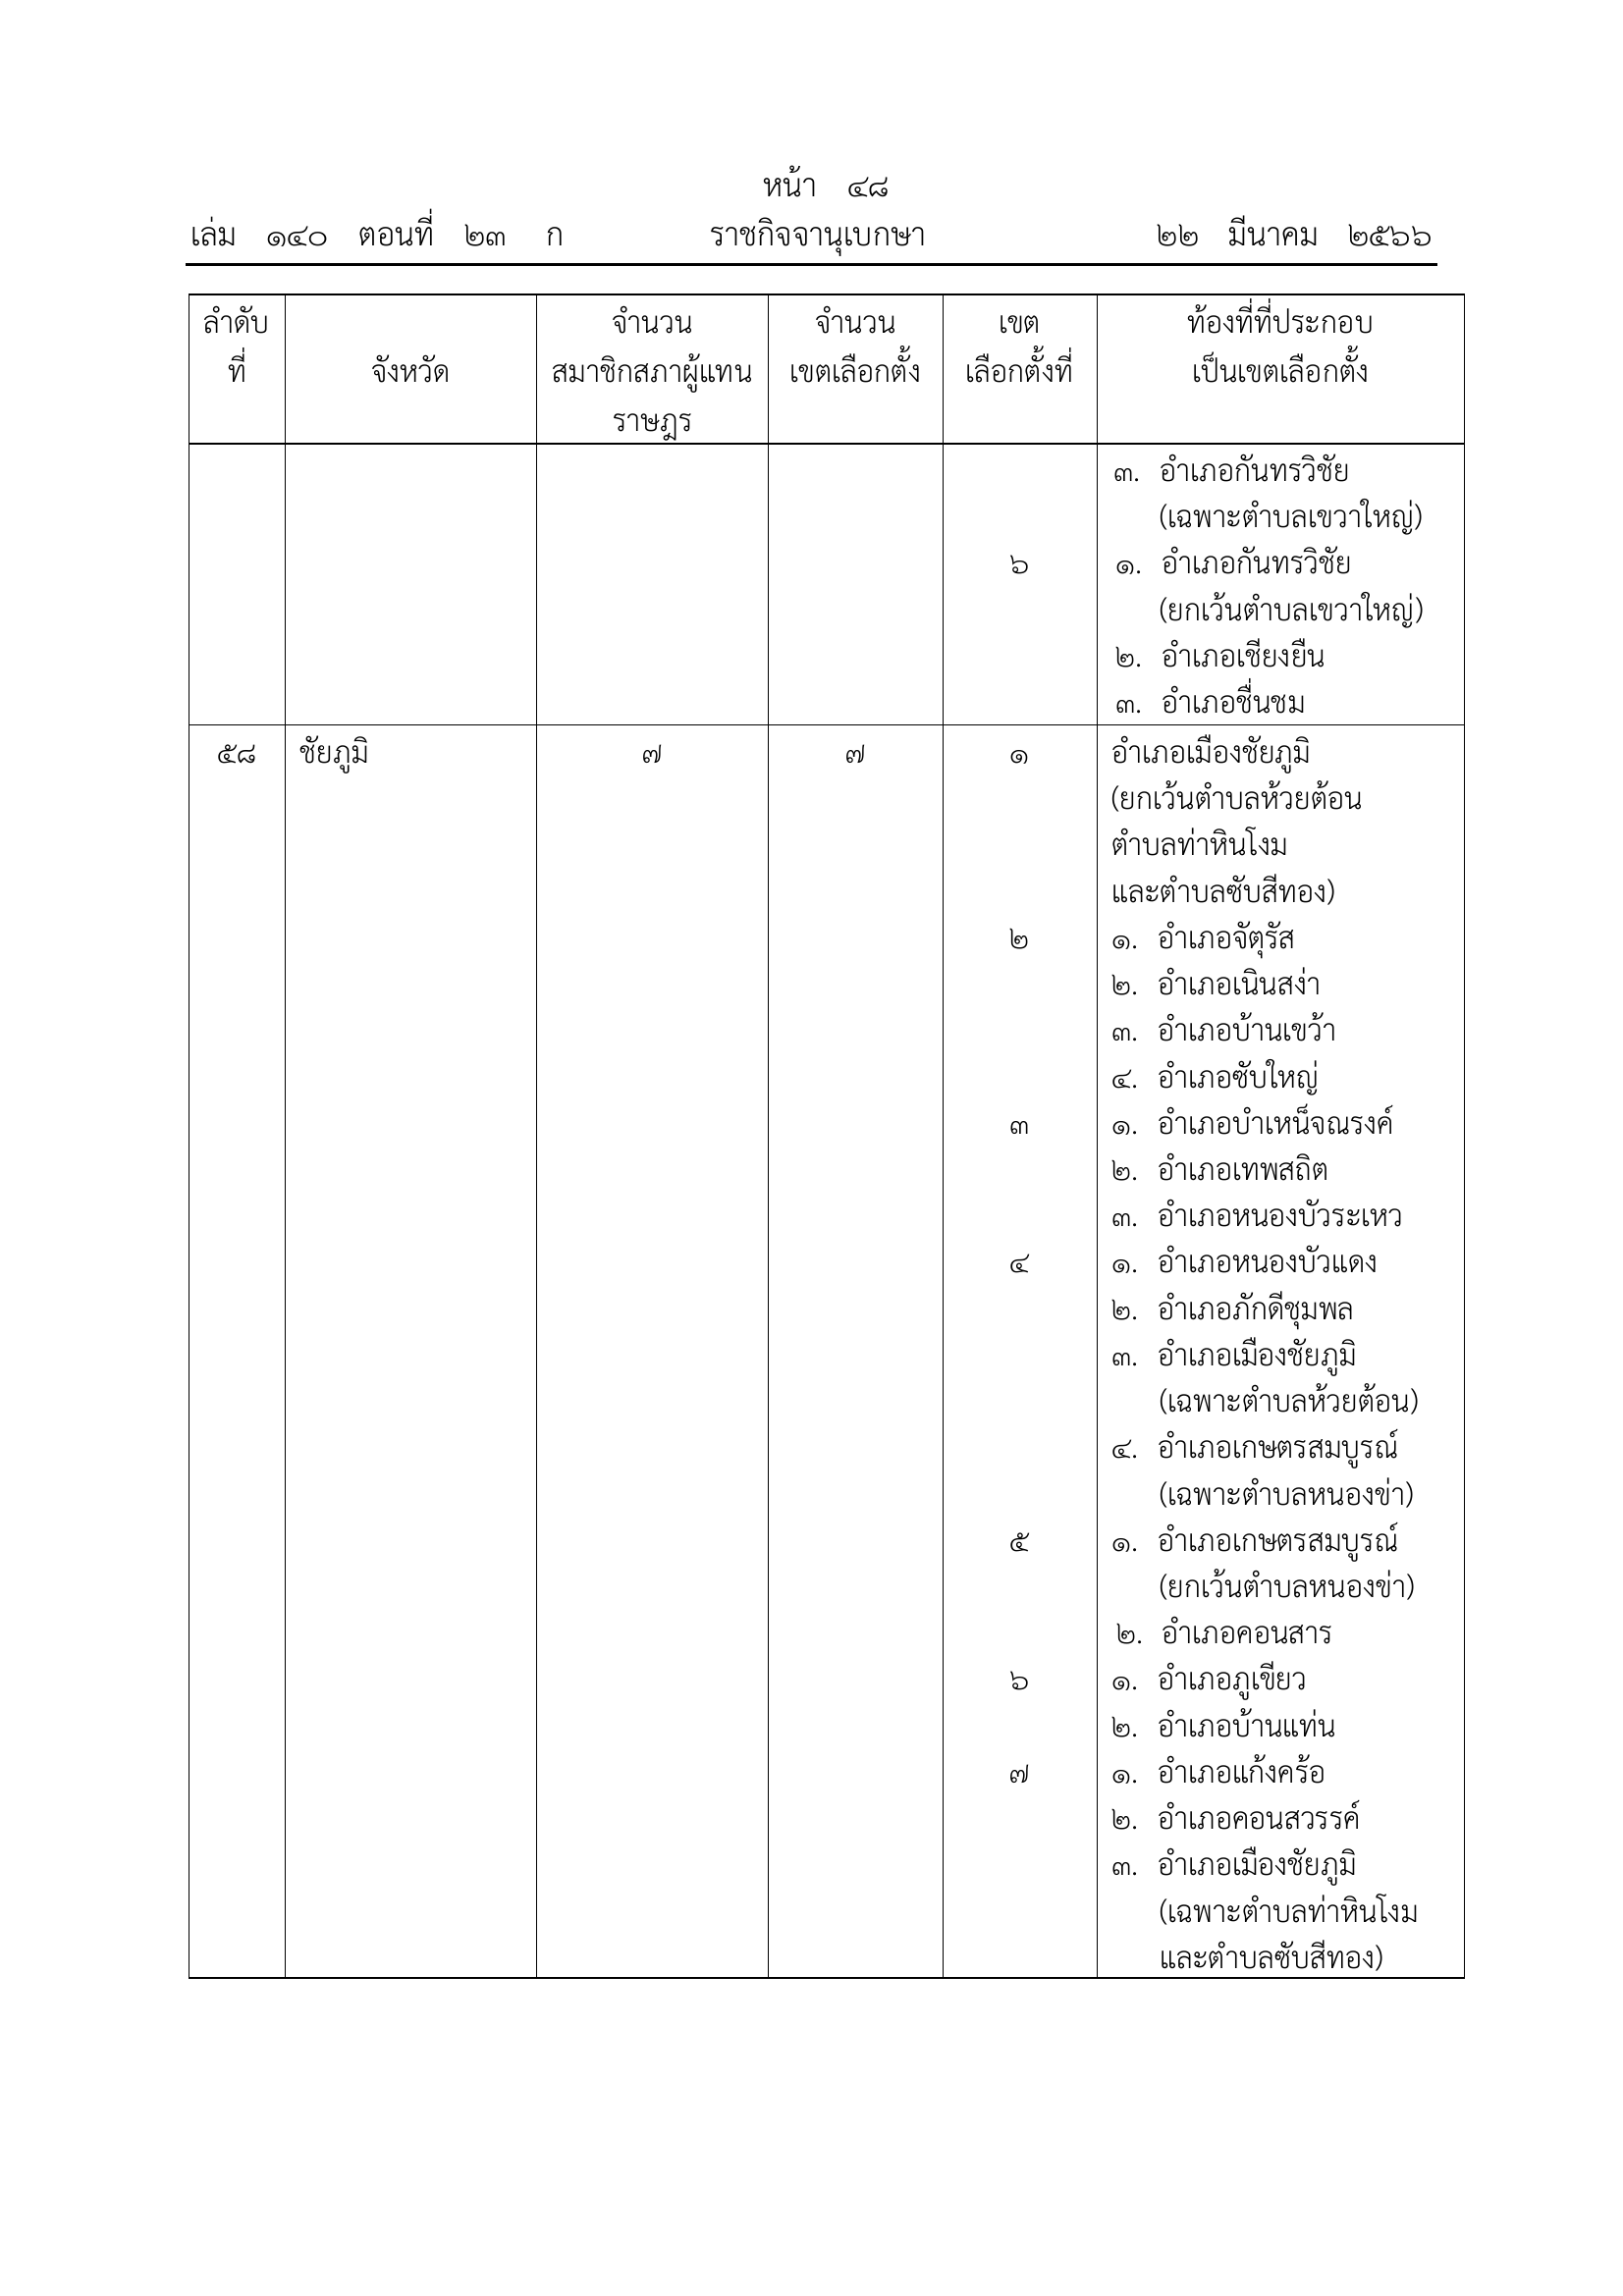 หน้า ๔๘
เล่ม ๑๔๐ ตอนที่ ๒๓ ก ราชกิจจานุเบกษา ๒๒ มีนาคม ๒๕๖๖
ลำดับ จำนวน จำนวน เขต ท้องที่ที่ประกอบ
ที่ จังหวัด สมาชิกสภาผู้แทน เขตเลือกตั้ง เลือกตั้งที่ เป็นเขตเลือกตั้ง
ราษฎร
๓. อำเภอกันทรวิชัย
(เฉพาะตำบลเขวาใหญ่)
๖ ๑. อำเภอกันทรวิชัย
(ยกเว้นตำบลเขวาใหญ่)
๒. อำเภอเชียงยืน
๓. อำเภอชื่นชม
๕๘ ชัยภูมิ ๗ ๗ ๑ อำเภอเมืองชัยภูมิ
(ยกเว้นตำบลห้วยต้อน
ตำบลท่าหินโงม
และตำบลซับสีทอง)
๒ ๑. อำเภอจัตุรัส
๒. อำเภอเนินสง่า
๓. อำเภอบ้านเขว้า
๔. อำเภอซับใหญ่
๓ ๑. อำเภอบำเหน็จณรงค์
๒. อำเภอเทพสถิต
๓. อำเภอหนองบัวระเหว
๔ ๑. อำเภอหนองบัวแดง
๒. อำเภอภักดีชุมพล
๓. อำเภอเมืองชัยภูมิ
(เฉพาะตำบลห้วยต้อน)
๔. อำเภอเกษตรสมบูรณ์
(เฉพาะตำบลหนองข่า)
๕ ๑. อำเภอเกษตรสมบูรณ์
(ยกเว้นตำบลหนองข่า)
๒. อำเภอคอนสาร
๖ ๑. อำเภอภูเขียว
๒. อำเภอบ้านแท่น
๗ ๑. อำเภอแก้งคร้อ
๒. อำเภอคอนสวรรค์
๓. อำเภอเมืองชัยภูมิ
(เฉพาะตำบลท่าหินโงม
และตำบลซับสีทอง)